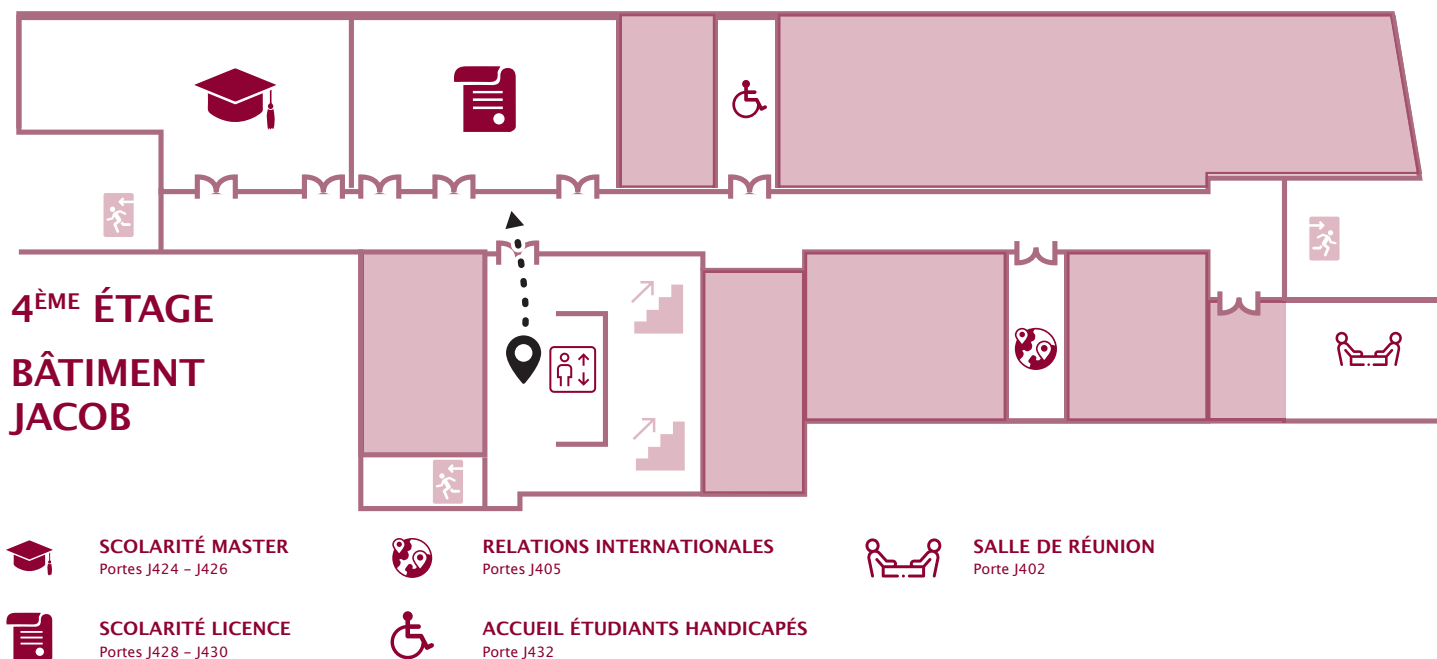 4ÈME ÉTAGE
BÂTIMENT
JACOB
SCOLARITÉ MASTER
Portes J424 – J426
RELATIONS INTERNATIONALES
Portes J405
SALLE DE RÉUNION
Porte J402
SCOLARITÉ LICENCE
Portes J428 – J430
ACCUEIL ÉTUDIANTS HANDICAPÉS
Porte J432